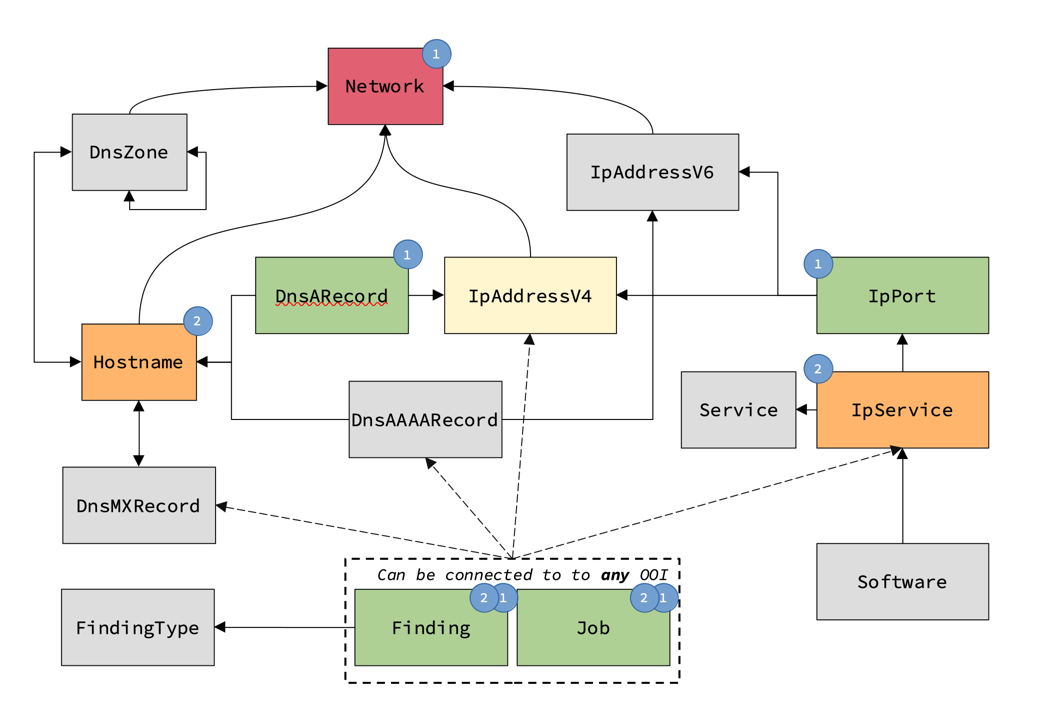 1
Network
DnsZone
IpAddressV6
1
DnsARecord
IpAddressV4
1
IpPort
2
Hostname
2
Service
IpService
DnsAAAARecord
DnsMXRecord
Can be connected to to any OOI
2 1
2 1
FindingType
Finding
Job
Software